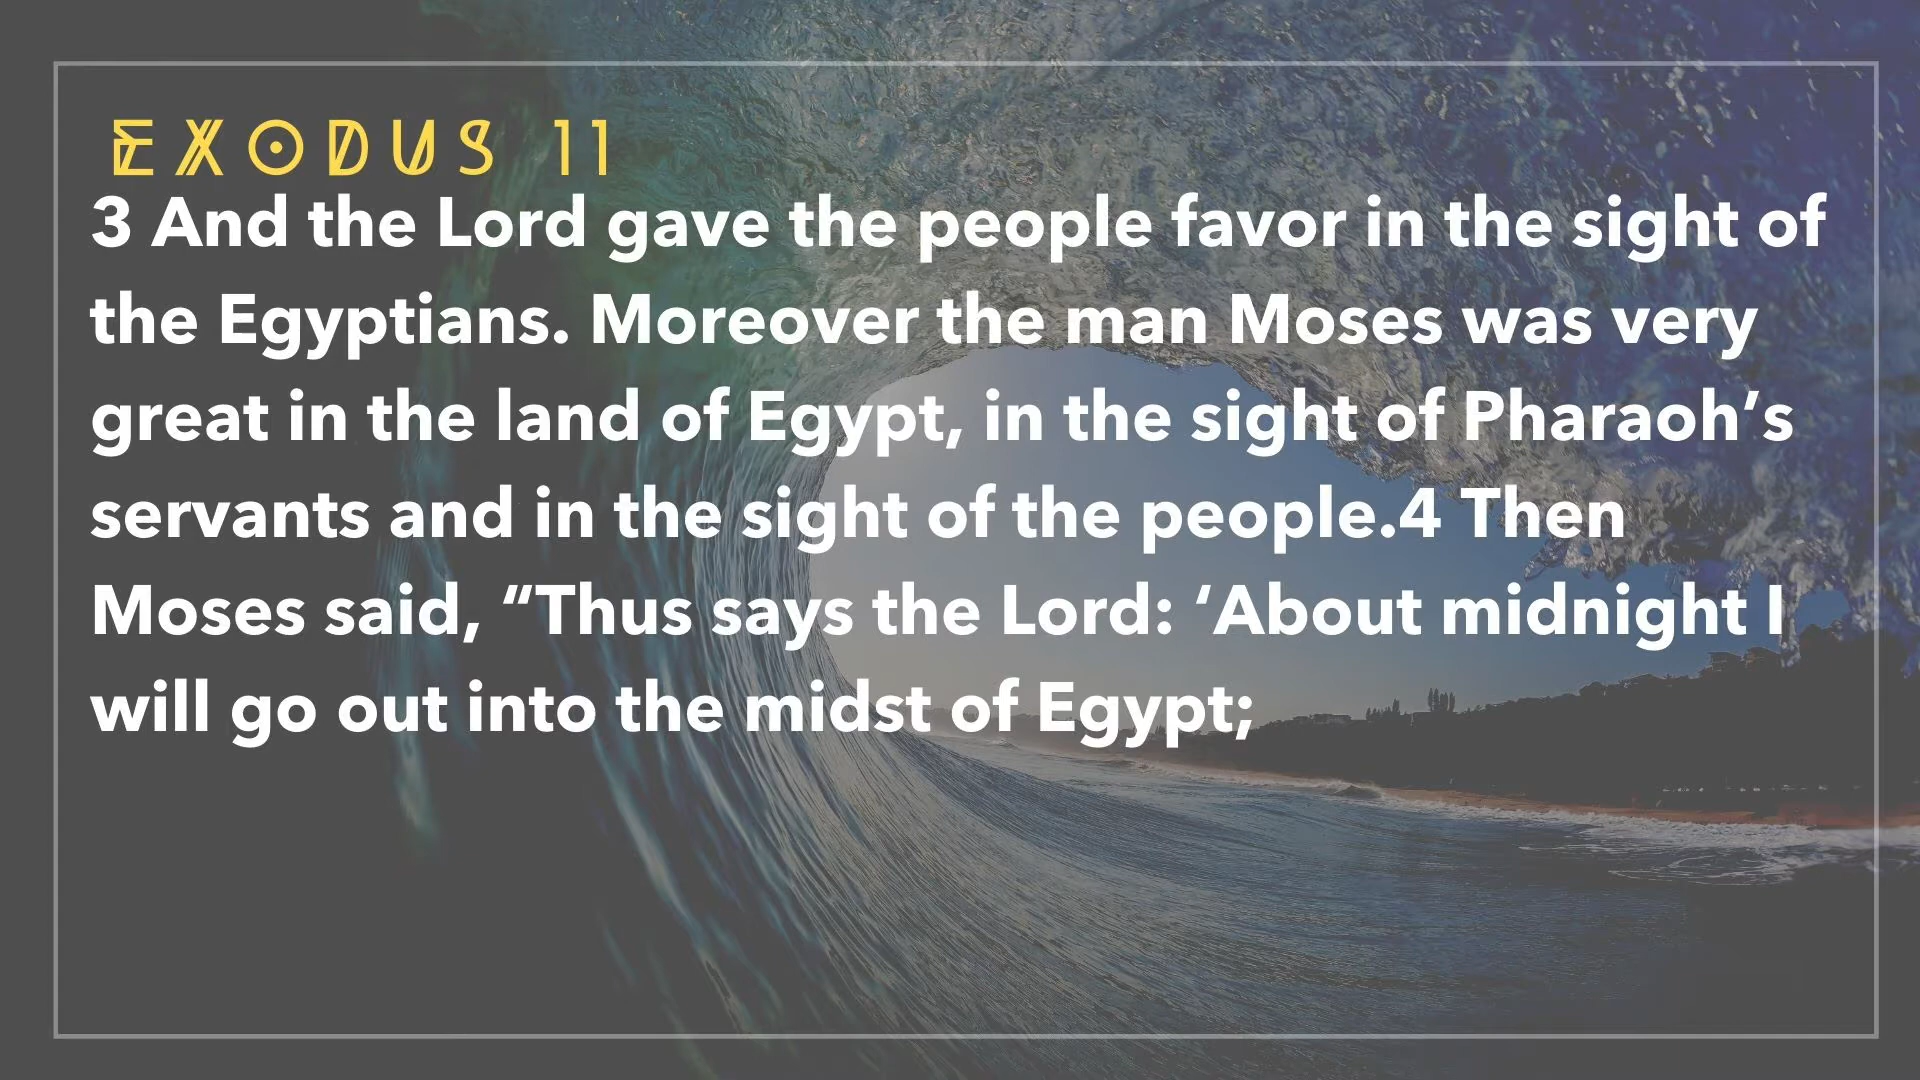 EXODUS 11
3 And the Lord gave the people favor in the sight of
the Egyptians. Moreover the man Moses was very
great in the land of Egypt, in the sight of Pharaoh’s
servants and in the sight of the people.4 Then
Moses said, “Thus says the Lord: ‘About midnight I
will go out into the midst of Egypt;